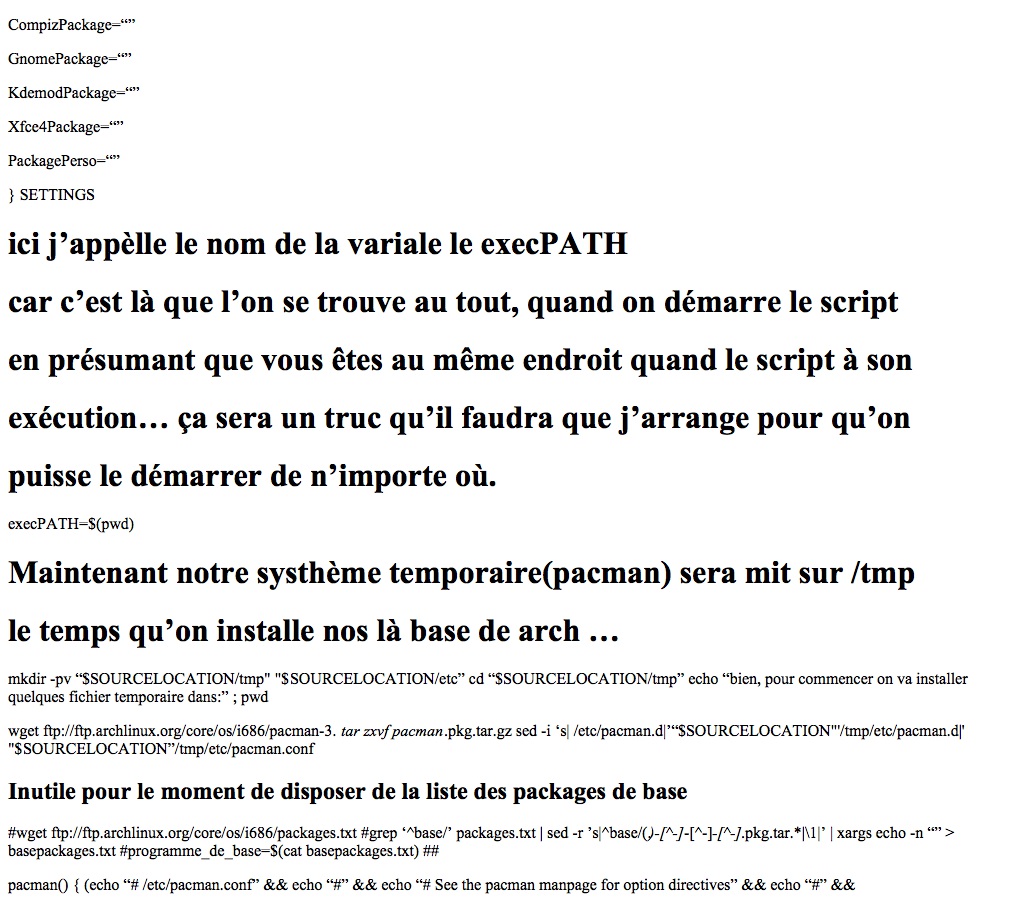 CompizPackage=“”
GnomePackage=“”
KdemodPackage=“”
Xfce4Package=“”
PackagePerso=“”
} SETTINGS
ici j’appèlle le nom de la variale le execPATH
car c’est là que l’on se trouve au tout, quand on démarre le script
en présumant que vous êtes au même endroit quand le script à son
exécution… ça sera un truc qu’il faudra que j’arrange pour qu’on
puisse le démarrer de n’importe où.
execPATH=$(pwd)
Maintenant notre systhème temporaire(pacman) sera mit sur /tmp
le temps qu’on installe nos là base de arch …
mkdir -pv “$SOURCELOCATION/tmp" "$SOURCELOCATION/etc” cd “$SOURCELOCATION/tmp” echo “bien, pour commencer on va installer
quelques fichier temporaire dans:” ; pwd
wget ftp://ftp.archlinux.org/core/os/i686/pacman-3. tar zxvf pacman.pkg.tar.gz sed -i ‘s| /etc/pacman.d|’“$SOURCELOCATION"’/tmp/etc/pacman.d|'
"$SOURCELOCATION”/tmp/etc/pacman.conf
Inutile pour le moment de disposer de la liste des packages de base
#wget ftp://ftp.archlinux.org/core/os/i686/packages.txt #grep ‘^base/’ packages.txt | sed -r ’s|^base/(.)-[^-]-[^-]-[^-].pkg.tar.*|\1|’ | xargs echo -n “” >
basepackages.txt #programme_de_base=$(cat basepackages.txt) ##
pacman() { (echo “# /etc/pacman.conf” && echo “#” && echo “# See the pacman manpage for option directives” && echo “#” &&